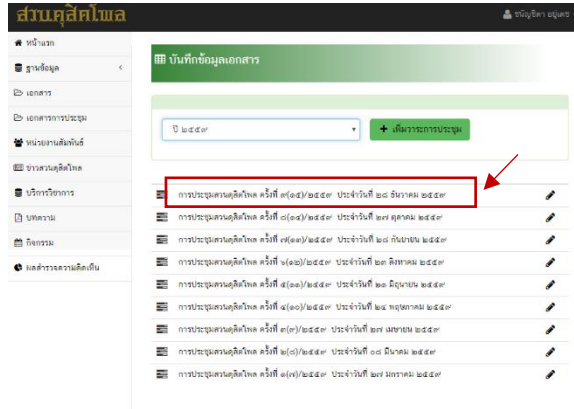 สวนดุสิตโพล
ชนัญชิดา อยู่เดช
หน้าแรก
ฐานข้อมูล
เอกสาร
เอกสารการประชุม
หน่วยงานสัมพันธ์
ข่าวสวนดุสิตโพล
บริการวิชาการ
บทความ
กิจกรรม
ผลสำรวจความคิดเห็น
บันทึกข้อมูลเอกสาร
ปี ๒๕๕๙
เพิ่มวาระการประชุม
การประชุมสวนดุสิตโพล ครั้งที่ ๙(๑๕)/๒๕๕๙ ประจำวันที่ ๒๘ ธันวาคม ๒๕๕๙
การประชุมสวนดุสิตโพล ครั้งที่ ๘(๑๔)/๒๕๕๙ ประจำวันที่ ๒๗ ตุลาคม ๒๕๕๙
การประชุมสวนดุสิตโพล ครั้งที่ ๗(๑๓)/๒๕๕๙ ประจำวันที่ ๒๘ กันยายน ๒๕๕๙
การประชุมสวนดุสิตโพล ครั้งที่ ๖(๑๒)/๒๕๕๙ ประจำวันที่ ๒๓ สิงหาคม ๒๕๕๙
การประชุมสวนดุสิตโพล ครั้งที่ ๕(๑๑)/๒๕๕๙ ประจำวันที่ ๒๑ มิถุนายน ๒๕๕๙
การประชุมสวนดุสิตโพล ครั้งที่ ๔(๑๐)/๒๕๕๙ ประจำวันที่ ๒๔ พฤษภาคม ๒๕๕๙
การประชุมสวนดุสิตโพล ครั้งที่ ๓(๙)/๒๕๕๙ ประจำวันที่ ๒๗ เมษายน ๒๕๕๙
การประชุมสวนดุสิตโพล ครั้งที่ ๒(๘)/๒๕๕๙ ประจำวันที่ ๐๘ มีนาคม ๒๕๕๙
การประชุมสวนดุสิตโพล ครั้งที่ ๑(๗)/๒๕๕๙ ประจำวันที่ ๒๗ มกราคม ๒๕๕๙